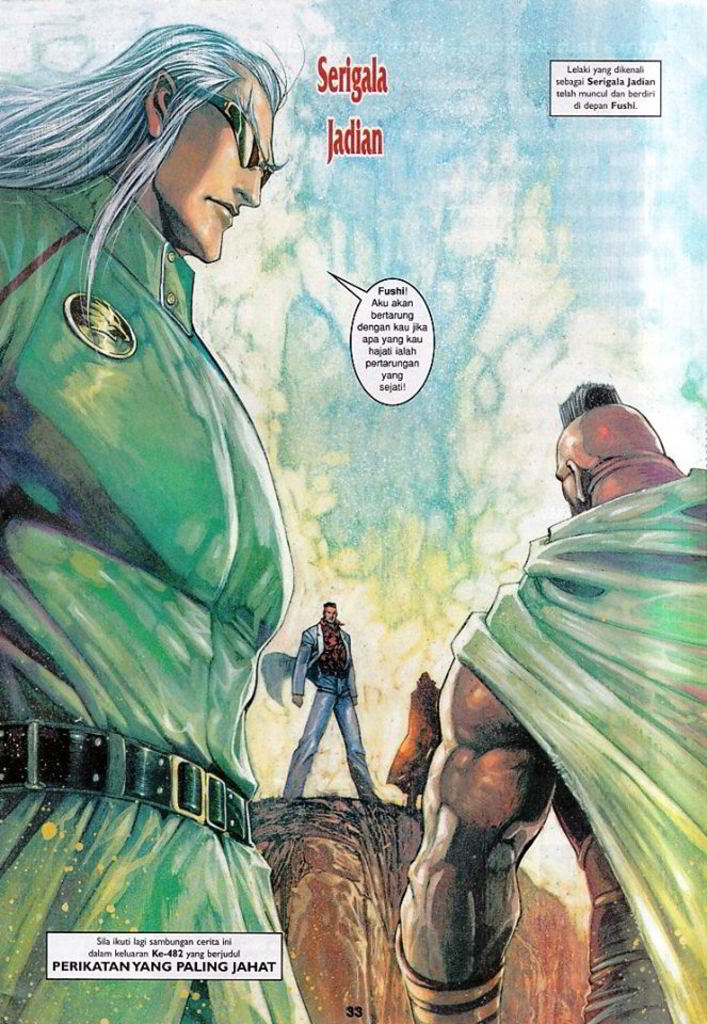 Serigala
Jadian
Lelaki yang dikenali
sebagai Serigala Jadian
telah muncul dan berdiri
di depan Fushi.
Fushi!
Aku akan
bertarung
dengan kau jika
apa yang kau
hajati ialah
pertarungan
yang
sejati!
Sila ikuti lagi sambungan cerita ini
dalam keluaran Ke-482 yang berjudul
PERIKATAN YANG PALING JAHAT
33